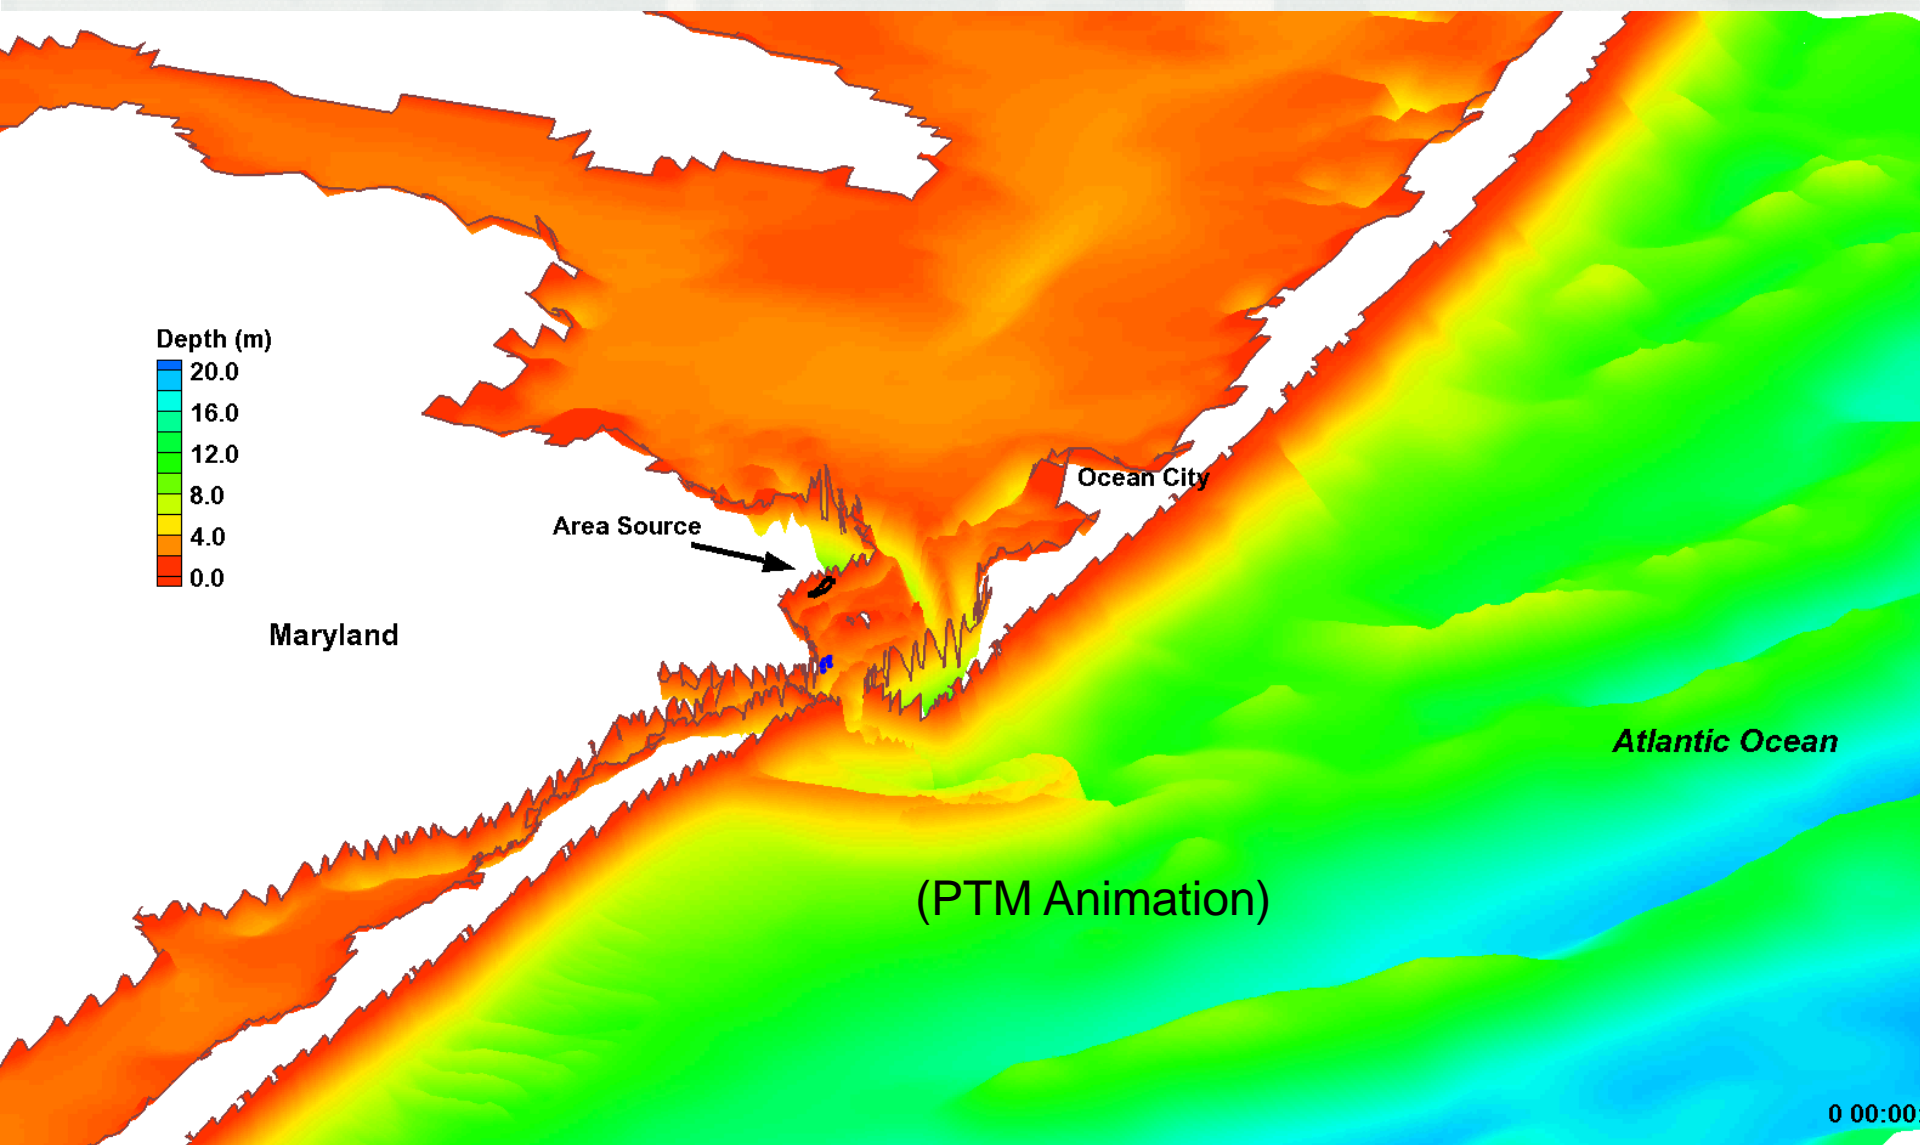 Depth (m)
20.0
16.0
12.0
8.0
4.0
0.0
Ocean City
Area Source
Maryland
Atlantic Ocean
(PTM Animation)
0 00:00: